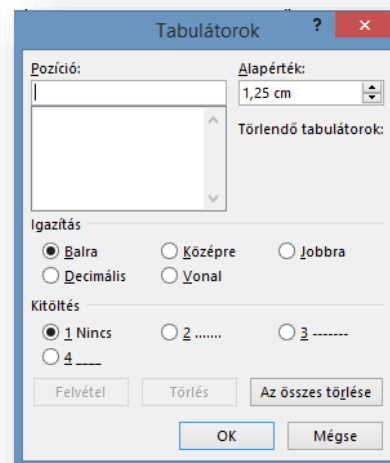 Tabulátorok ?
Pozíció: Alapérték:
1,25 cm
Törlendő tabulátorok:
Igazítás
Balra Középre Jobbra
Decimális Vonal
Kitöltés
1 Nincs 2 ....... 3 -------
4 ____
Felvétel Törlés Az összes törlése
OK Mégse